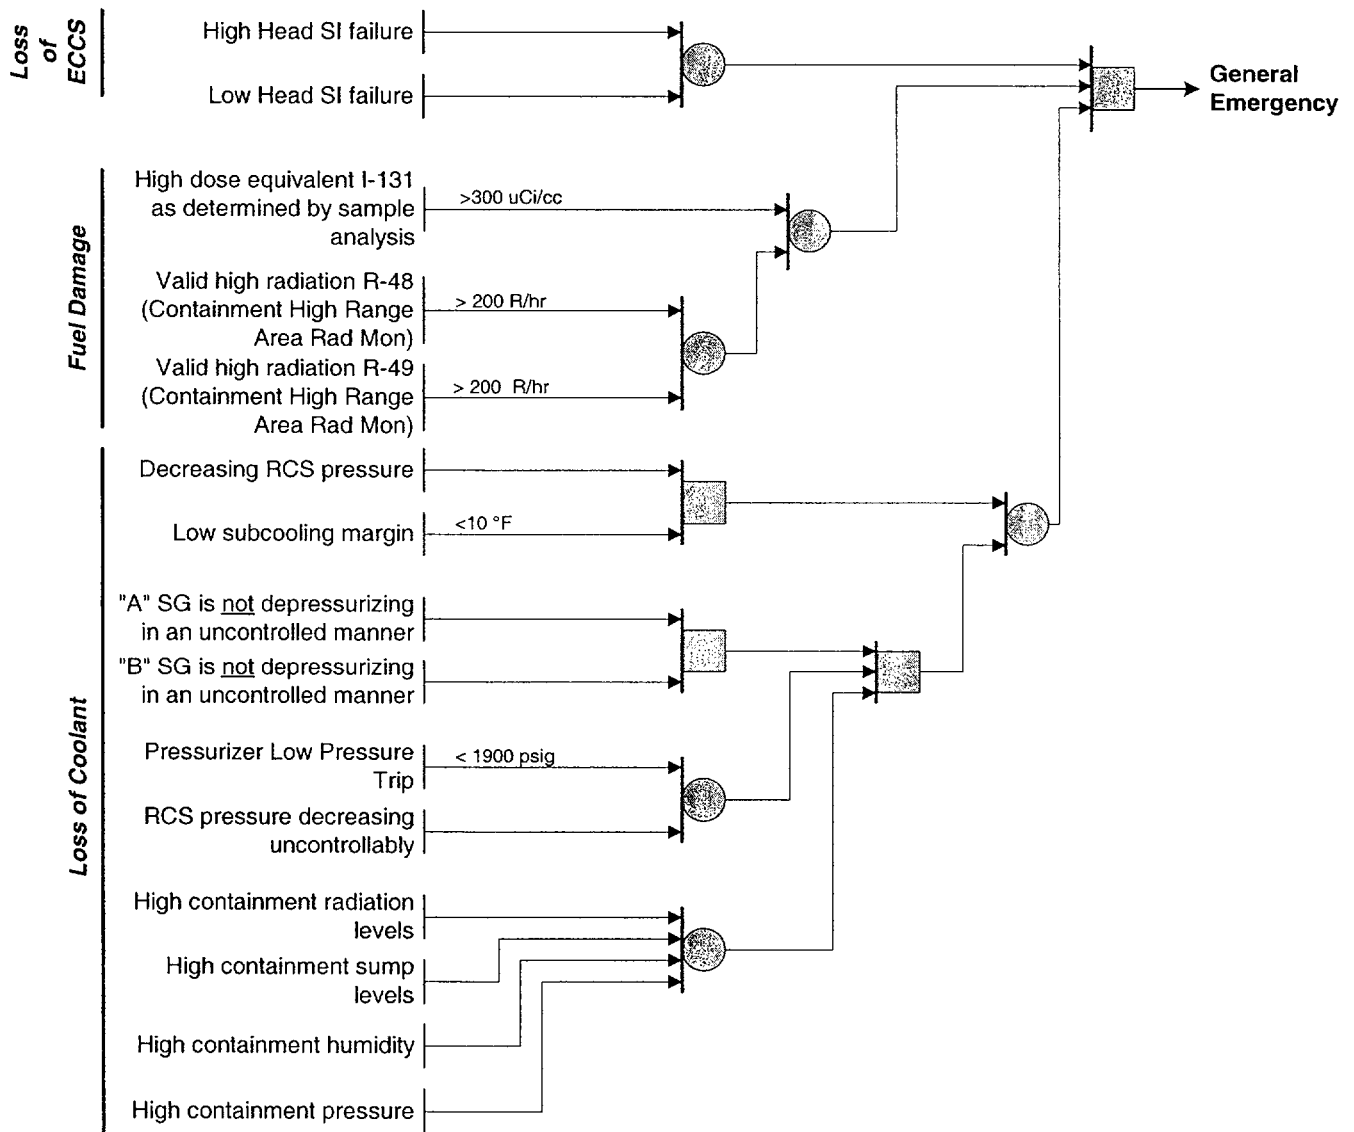 Loss
of
ECCS
High Head SI failure
Low Head SI failure
General
Emergency
Fuel Damage
High dose equivalent I-131
as determined by sample
analysis
>300 uCi/cc
Valid high radiation R-48
(Containment High Range
Area Rad Mon)
> 200 R/hr
Valid high radiation R-49
(Containment High Range
Area Rad Mon)
> 200 R/hr
Loss of Coolant
Decreasing RCS pressure
Low subcooling margin
<10 °F
"A" SG is not depressurizing
in an uncontrolled manner
"B" SG is not depressurizing
in an uncontrolled manner
Pressurizer Low Pressure
Trip
< 1900 psig
RCS pressure decreasing
uncontrollably
High containment radiation
levels
High containment sump
levels
High containment humidity
High containment pressure